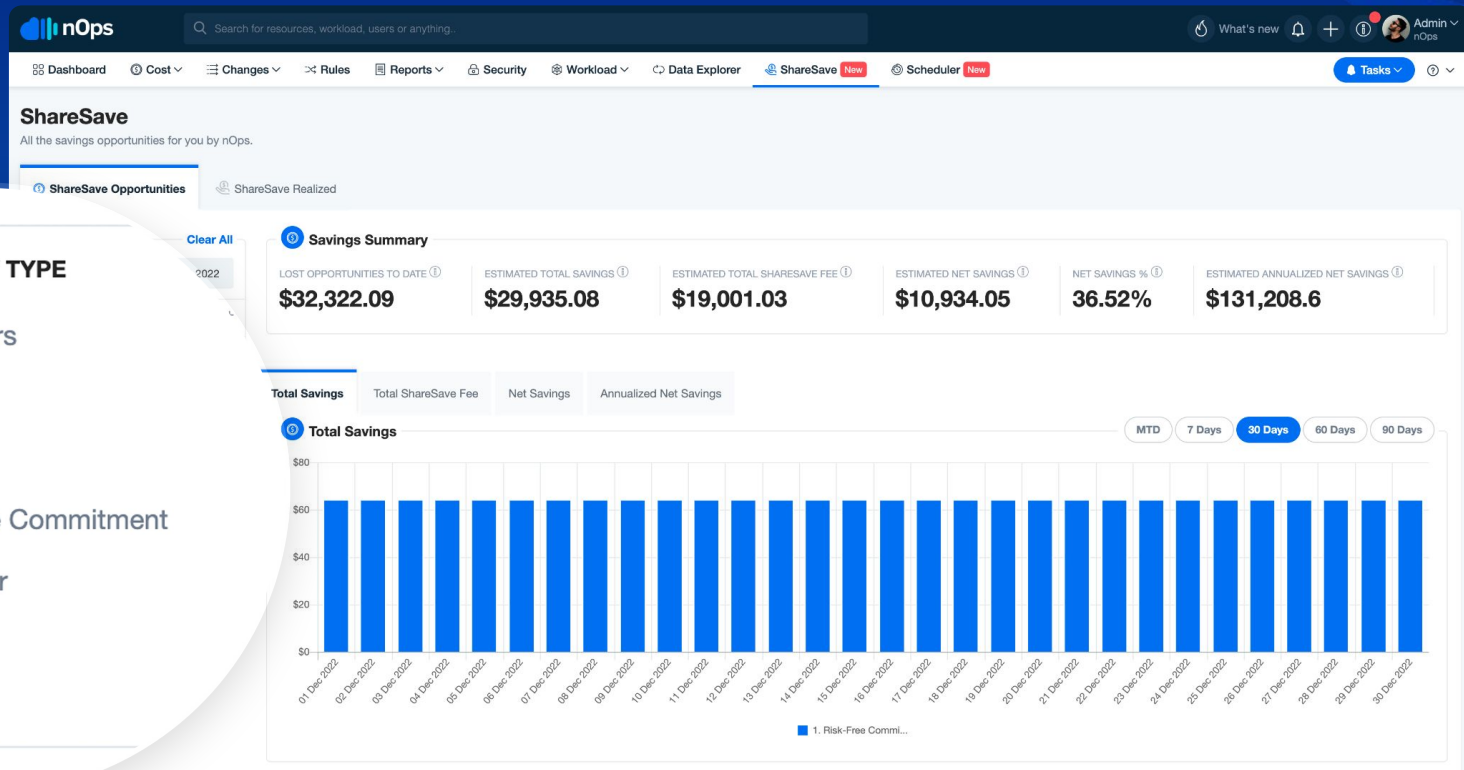 nOps
Search for resources, workload, users or anything..
What's new
Admin
nOps
Dashboard Cost Changes Rules Reports Security Workload Data Explorer ShareSave New Scheduler New Tasks
ShareSave
All the savings opportunities for you by nOps.
ShareSave Opportunities ShareSave Realized
Clear All
2022
TYPE
rs
Commitment
r
Savings Summary
LOST OPPORTUNITIES TO DATE ESTIMATED TOTAL SAVINGS ESTIMATED TOTAL SHARESAVE FEE ESTIMATED NET SAVINGS NET SAVINGS % ESTIMATED ANNUALIZED NET SAVINGS
$32,322.09 $29,935.08 $19,001.03 $10,934.05 36.52% $131,208.6
Total Savings Total ShareSave Fee Net Savings Annualized Net Savings
Total Savings
MTD 7 Days 30 Days 60 Days 90 Days
$80
$60
$40
$20
$0
01 Dec 2022 02 Dec 2022 03 Dec 2022 04 Dec 2022 05 Dec 2022 06 Dec 2022 07 Dec 2022 08 Dec 2022 09 Dec 2022 10 Dec 2022 11 Dec 2022 12 Dec 2022 13 Dec 2022 14 Dec 2022 15 Dec 2022 16 Dec 2022 17 Dec 2022 18 Dec 2022 19 Dec 2022 20 Dec 2022 21 Dec 2022 22 Dec 2022 23 Dec 2022 24 Dec 2022 25 Dec 2022 26 Dec 2022 27 Dec 2022 28 Dec 2022 29 Dec 2022 30 Dec 2022
1. Risk-Free Commi...